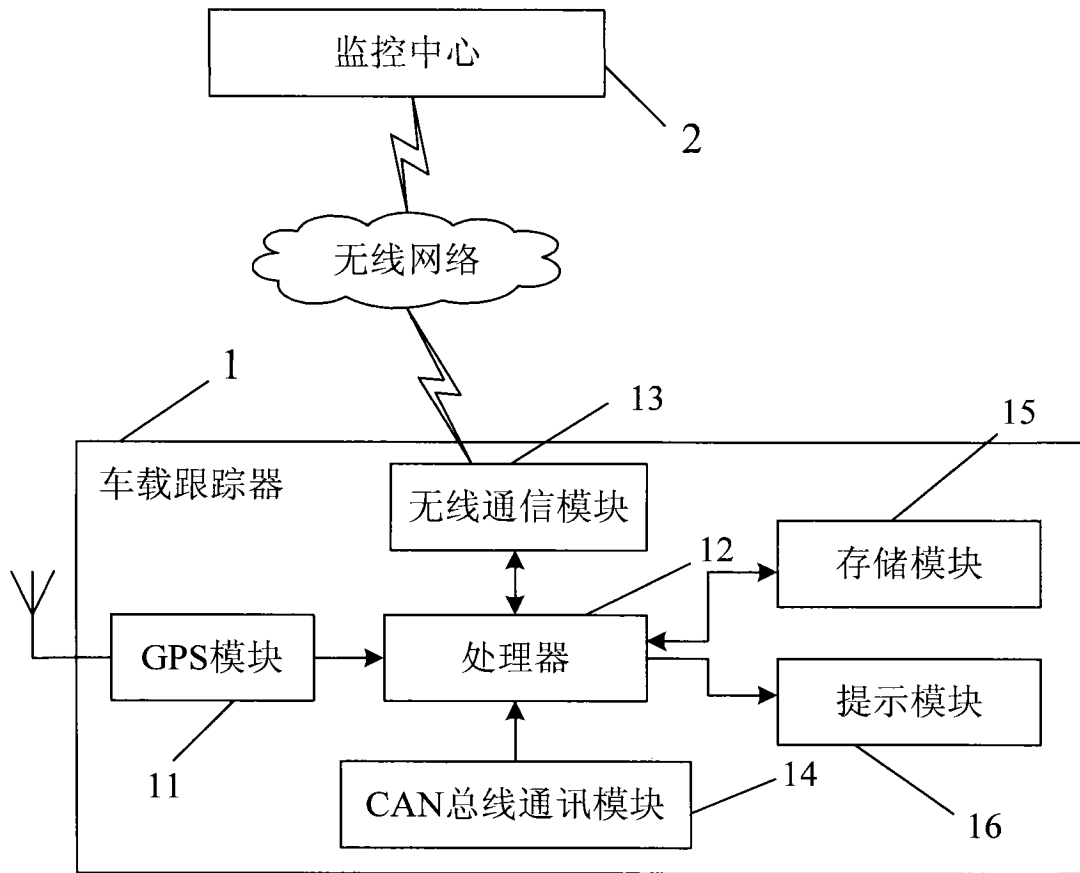 监控中心
2
无线网络
1
13
15
车载跟踪器
无线通信模块
12
存储模块
GPS模块
处理器
提示模块
11
14
CAN总线通讯模块
16